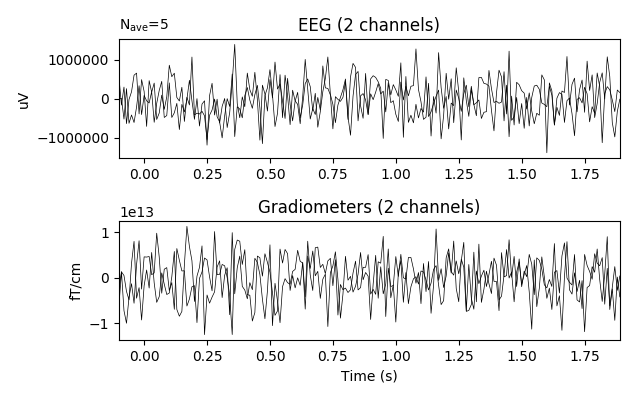 N_ave=5
EEG (2 channels)
1000000
0
−1000000
uV
0.00 0.25 0.50 0.75 1.00 1.25 1.50 1.75
1e13
Gradiometers (2 channels)
1
0
−1
fT/cm
0.00 0.25 0.50 0.75 1.00 1.25 1.50 1.75
Time (s)